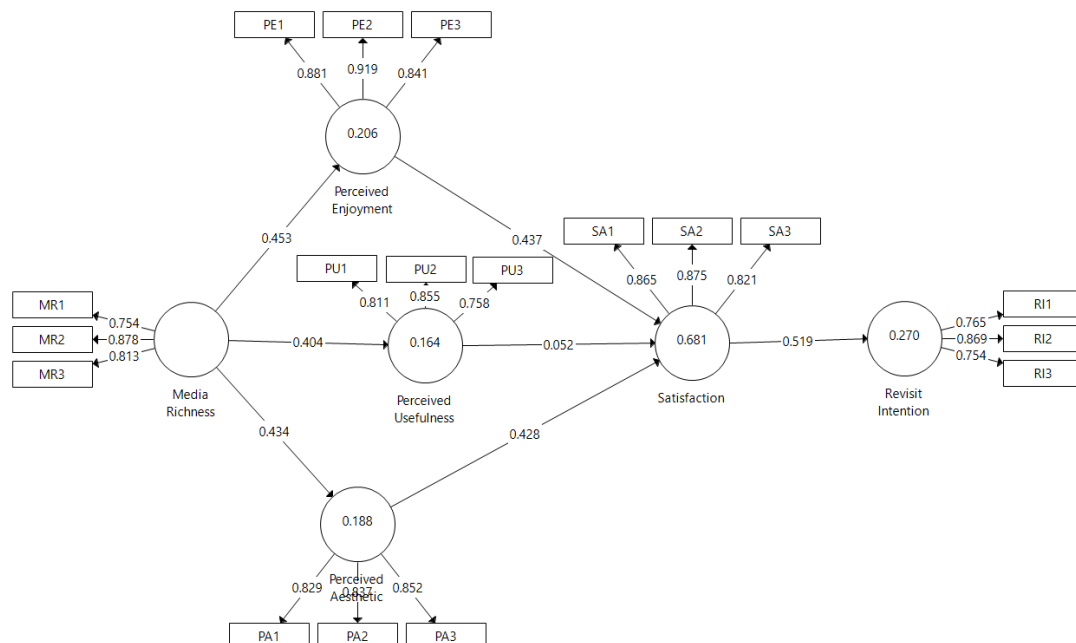 PE1 PE2 PE3
0.881 0.919 0.841
0.206
Perceived
Enjoyment
0.453
0.437
SA1 SA2 SA3
0.865 0.875 0.821
PU1 PU2 PU3
0.811 0.855 0.758
MR1
MR2
MR3
0.754
0.878
0.813
Media
Richness
0.404
0.164
Perceived
Usefulness
0.052
0.681
Satisfaction
0.519
0.270
Revisit
Intention
0.765
0.869
0.754
RI1
RI2
RI3
0.434
0.428
0.188
Perceived
Aesthetic
0.829 0.837 0.852
PA1 PA2 PA3